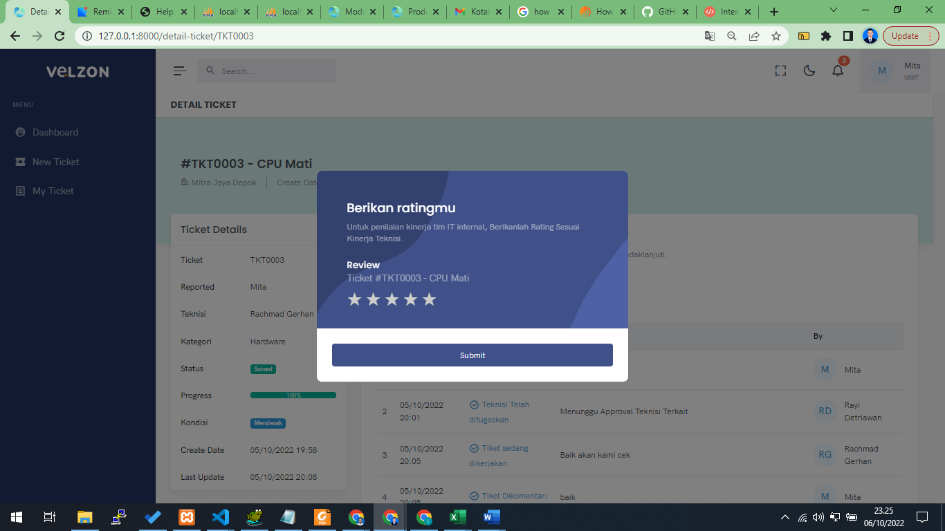 Detai
Remi
Help
locali
locali
Mode
Prod
Kotal
how
How
GitH
Inter
127.0.0.1:8000/detail-ticket/TKT0003
Update
VELZON
Search...
3
M
Mita
user
MENU
Dashboard
New Ticket
My Ticket
DETAIL TICKET
#TKT0003 - CPU Mati
Mitra Jaya Depok
Create Dat
Berikan ratingmu
Untuk penilaian kinerja tim IT internal, Berikanlah Rating Sesuai
Kinerja Teknisi.
Review
Ticket #TKT0003 - CPU Mati
Submit
Ticket Details
Ticket TKT0003
Reported Mita
Teknisi Rachmad Gerhan
Kategori Hardware
Status Solved
Progress 100%
Kondisi Mendesak
Create Date 05/10/2022 19:58
Last Update 05/10/2022 20:08
daklanjuti.
By
M Mita
2 05/10/2022 20:01 Teknisi Telah ditugaskan Menunggu Approval Teknisi Terkait RD Rayi Detriawan
3 05/10/2022 20:05 Tiket sedang dikerjakan Baik akan kami cek RG Rachmad Gerhan
4 05/10/2022 20:05 Tiket Dikomentari baik M Mita
23.25
06/10/2022